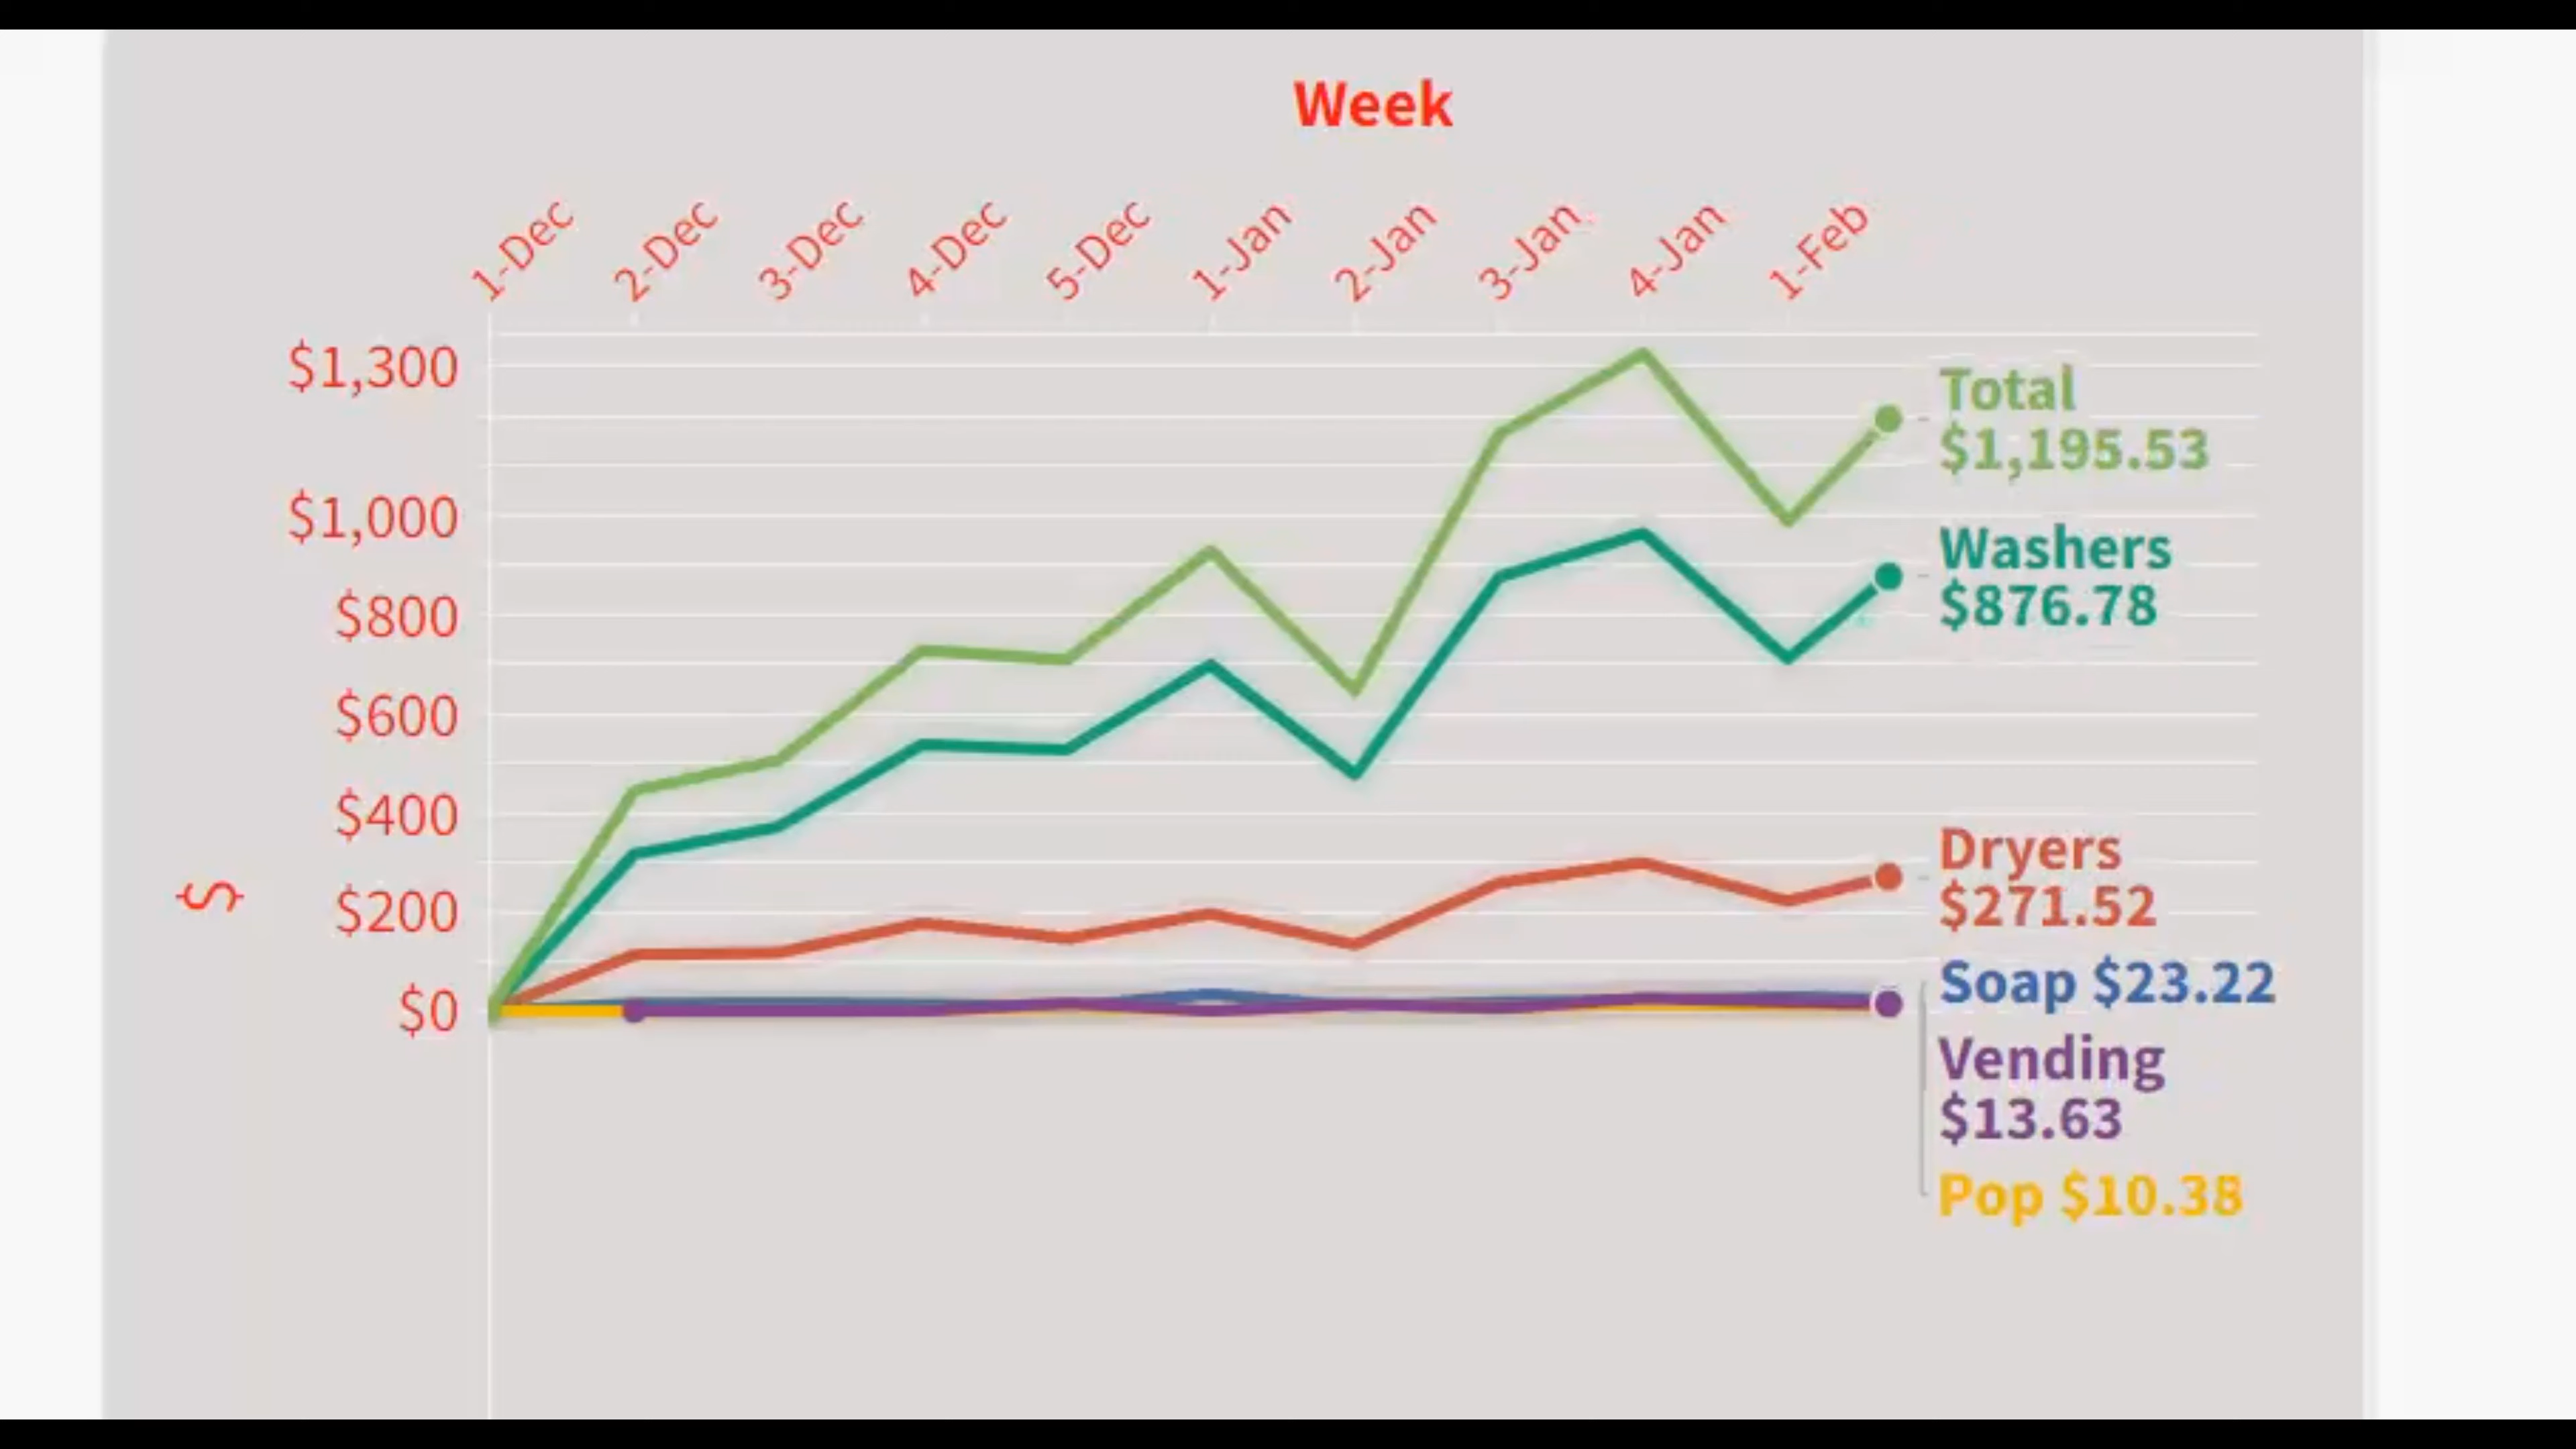 Week
1-Dec
2-Dec
3-Dec
4-Dec
5-Dec
1-Jan
2-Jan
3-Jan
4-Jan
1-Feb
$1,300
$1,000
$800
$600
$400
$200
$0
$
Total
$1,195.53
Washers
$876.78
Dryers
$271.52
Soap $23.22
Vending
$13.63
Pop $10.38